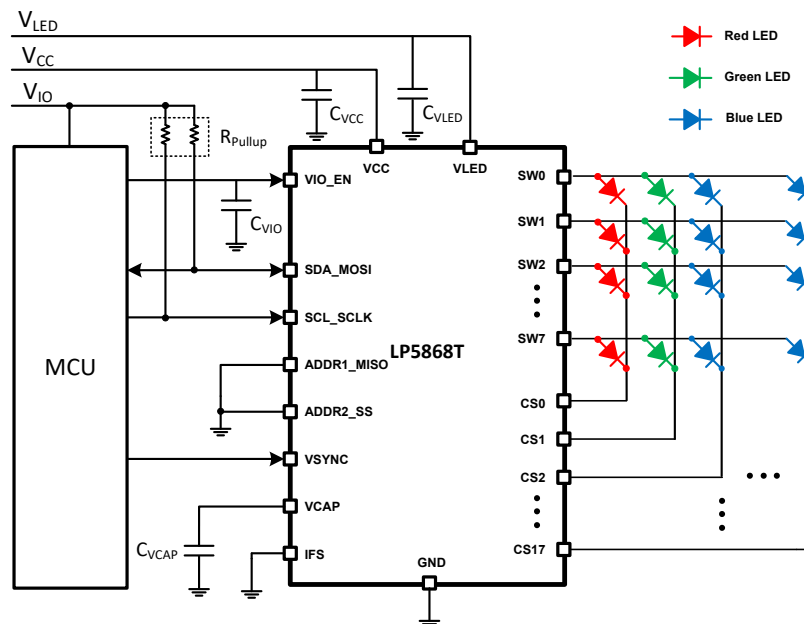 VLED
VCC
VIO
RPullup
CVCC
CVLED
Red LED
Green LED
Blue LED
MCU
CVIO
CVCAP
VCC
VLED
VIO_EN
SDA_MOSI
SCL_SCLK
ADDR1_MISO
ADDR2_SS
VSYNC
VCAP
IFS
GND
LP5868T
SW0
SW1
SW2
SW7
CS0
CS1
CS2
CS17